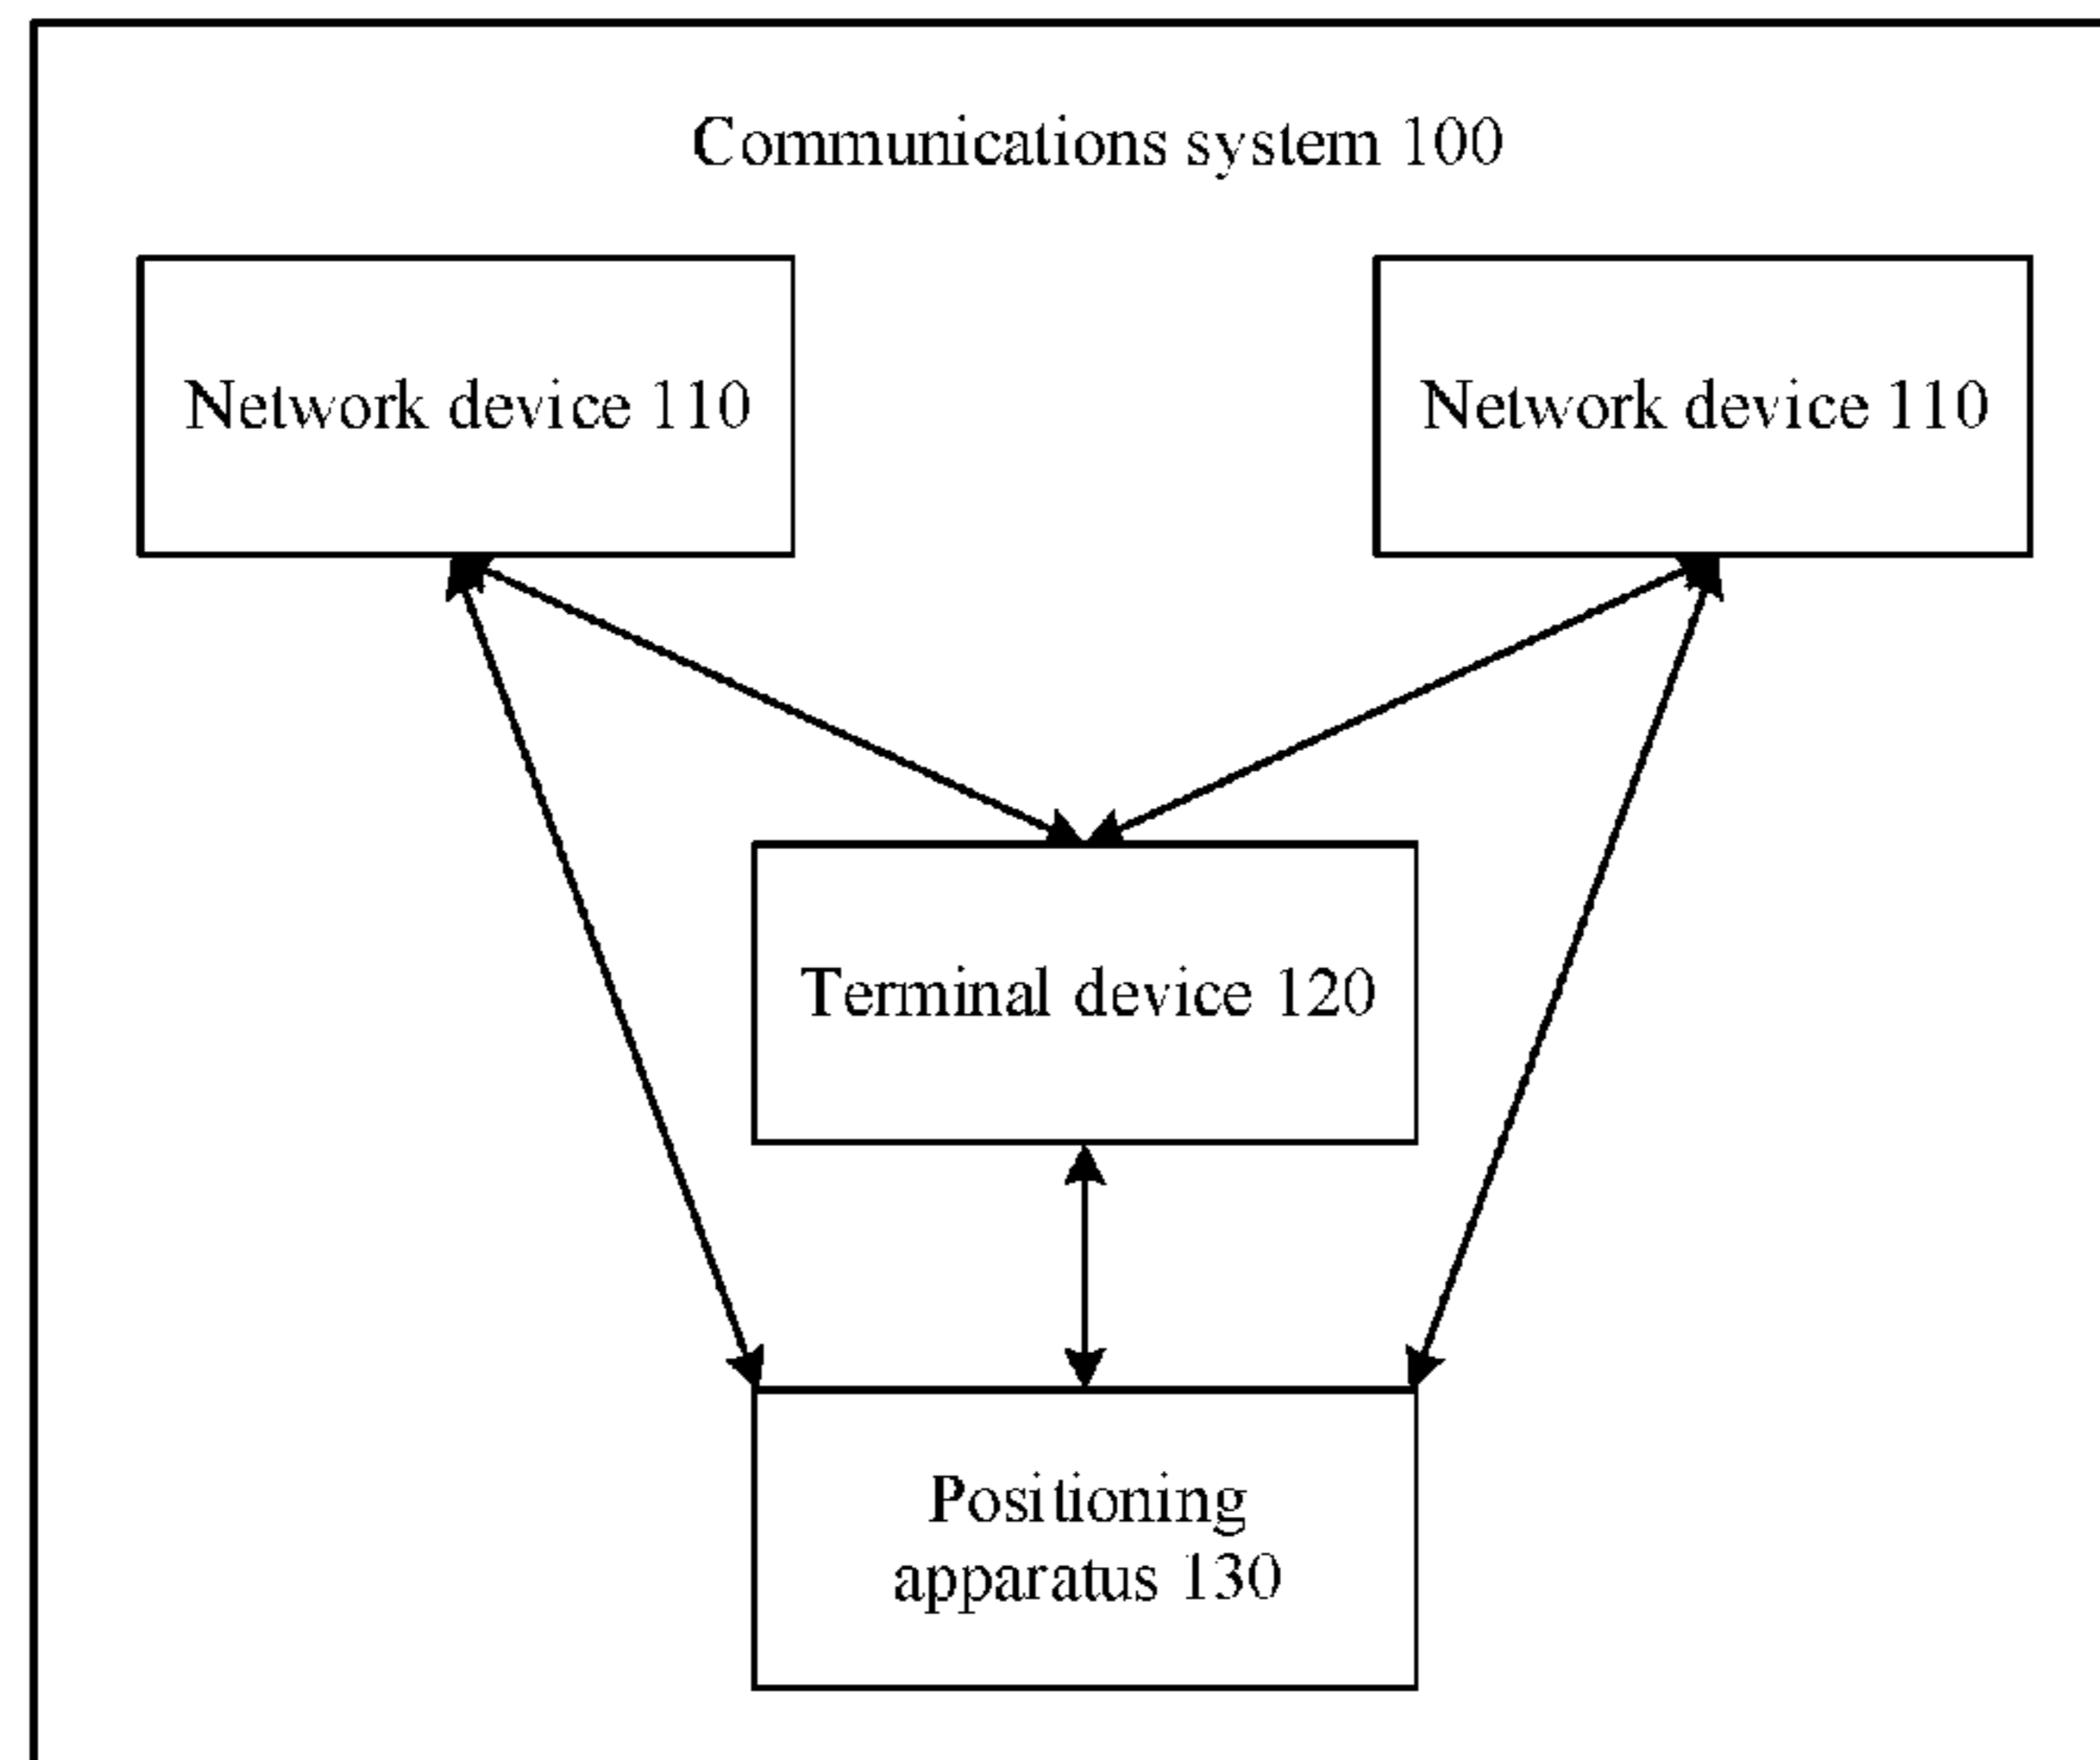 Communications system 100
Network device 110
Network device 110
Terminal device 120
Positioning
apparatus 130